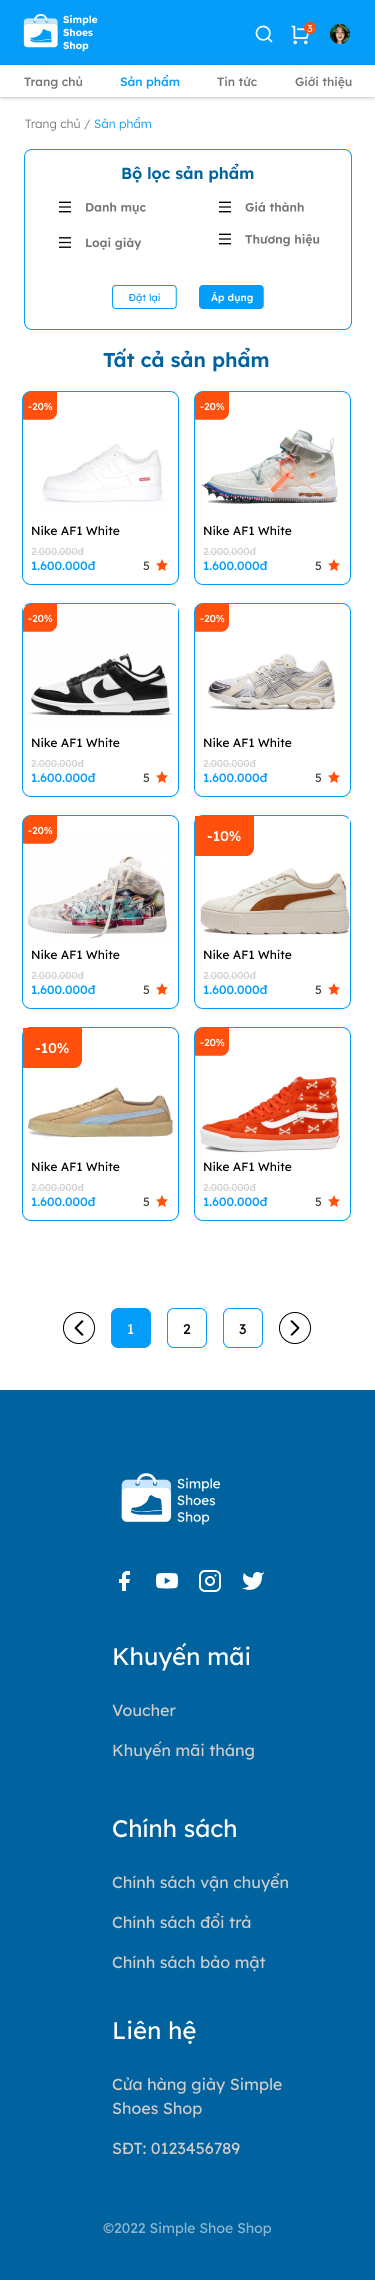 Simple
Shoes
Shop
3
Trang chủ Sản phẩm Tin tức Giới thiệu
Trang chủ / Sản phẩm
Bộ lọc sản phẩm
Danh mục Giá thành
Loại giày Thương hiệu
Đặt lại Áp dụng
Tất cả sản phẩm
-20% -20%
Nike AF1 White Nike AF1 White
2.000.000đ 2.000.000đ
1.600.000đ 5 1.600.000đ 5
-20% -20%
Nike AF1 White Nike AF1 White
2.000.000đ 2.000.000đ
1.600.000đ 5 1.600.000đ 5
-20% -10%
Nike AF1 White Nike AF1 White
2.000.000đ 2.000.000đ
1.600.000đ 5 1.600.000đ 5
-10% -20%
Nike AF1 White Nike AF1 White
2.000.000đ 2.000.000đ
1.600.000đ 5 1.600.000đ 5
1 2 3
Simple
Shoes
Shop
Khuyến mãi
Voucher
Khuyến mãi tháng
Chính sách
Chính sách vận chuyển
Chính sách đổi trả
Chính sách bảo mật
Liên hệ
Cửa hàng giày Simple
Shoes Shop
SĐT: 0123456789
©2022 Simple Shoe Shop